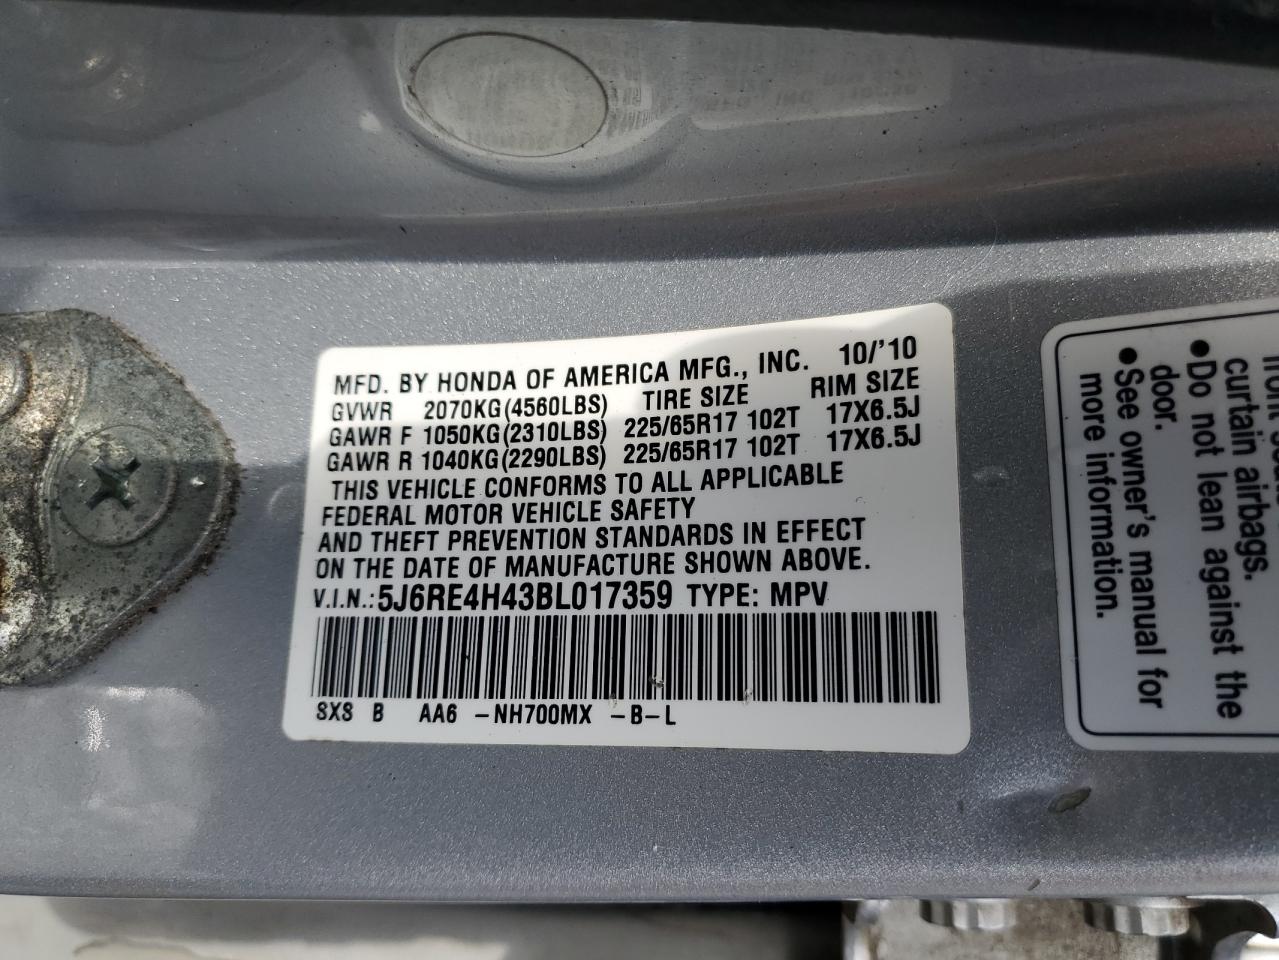 MFD. BY HONDA OF AMERICA MFG., INC. 10/'10
GVWR 2070KG(4560LBS) TIRE SIZE RIM SIZE
GAWR F 1050KG(2310LBS) 225/65R17 102T 17X6.5J
GAWR R 1040KG(2290LBS) 225/65R17 102T 17X6.5J
THIS VEHICLE CONFORMS TO ALL APPLICABLE
FEDERAL MOTOR VEHICLE SAFETY
AND THEFT PREVENTION STANDARDS IN EFFECT
ON THE DATE OF MANUFACTURE SHOWN ABOVE.
V.I.N.: 5J6RE4H43BL017359 TYPE: MPV
SXS B AA6 -NH700MX -B-L
curtain airbags.
• Do not lean against the
door.
• See owner's manual for
more information.